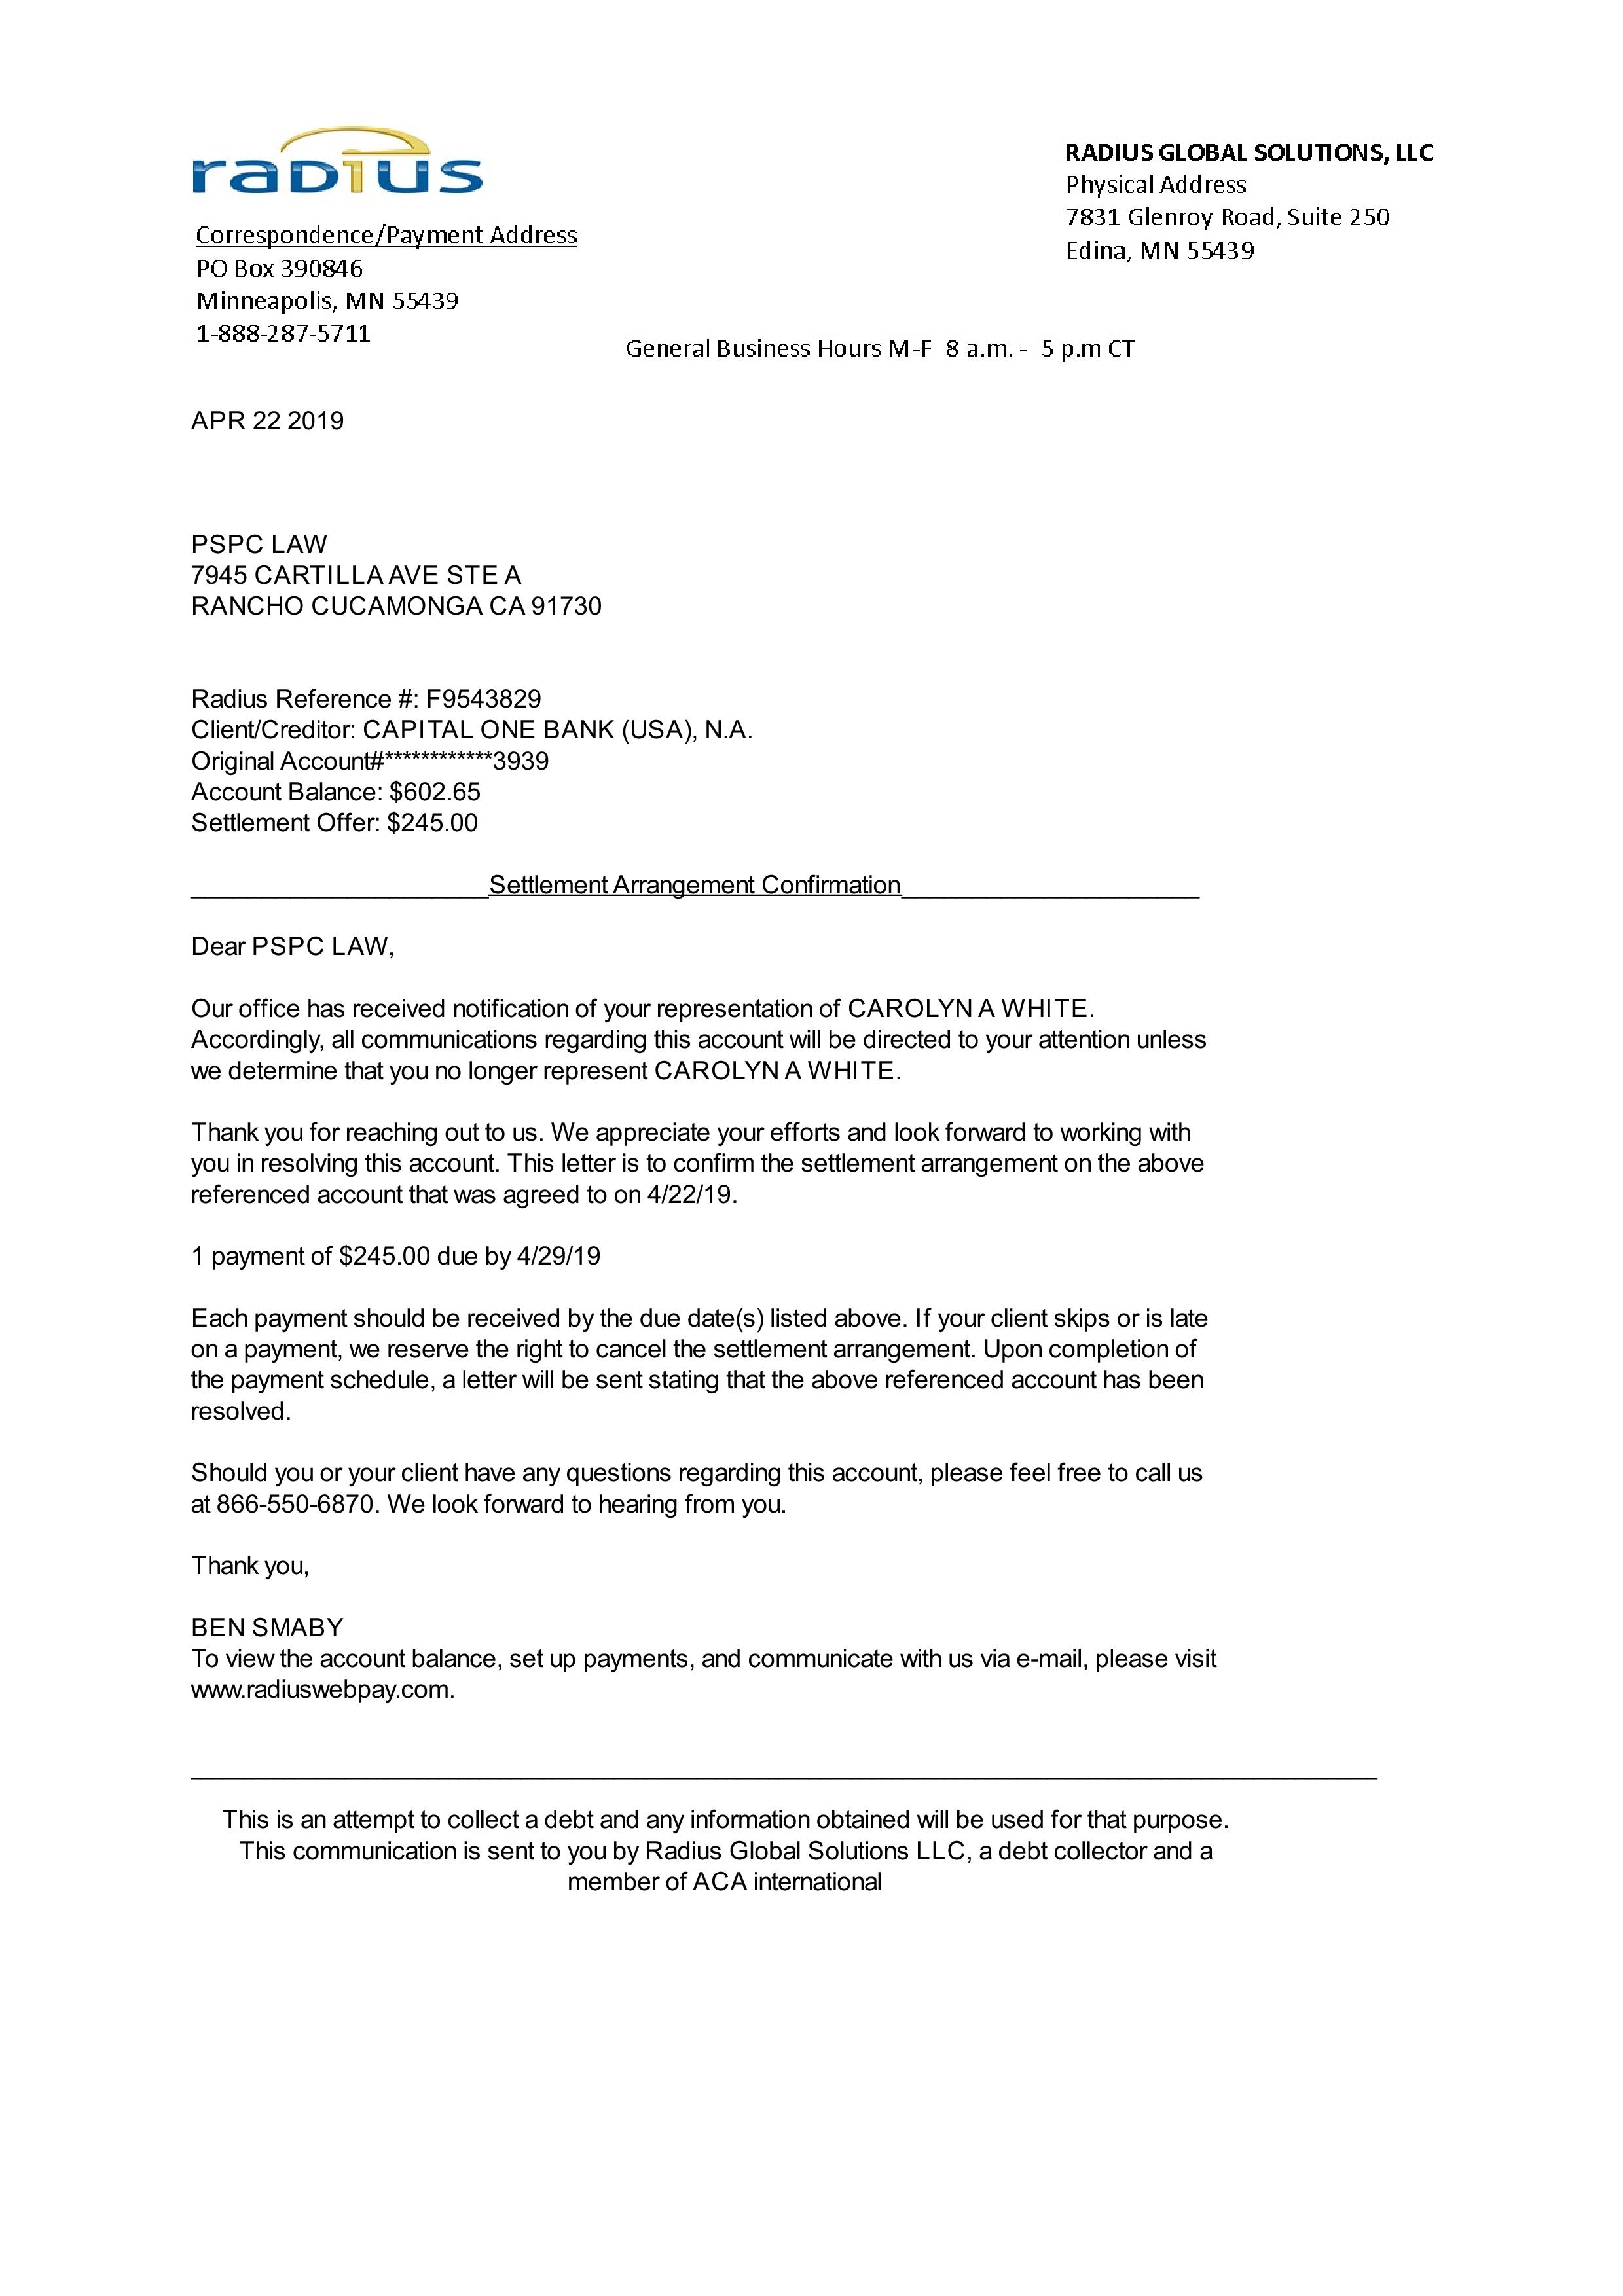 radius
RADIUS GLOBAL SOLUTIONS, LLC
Physical Address
7831 Glenroy Road, Suite 250
Edina, MN 55439
Correspondence/Payment Address
PO Box 390846
Minneapolis, MN 55439
1-888-287-5711
General Business Hours M-F 8 a.m. - 5 p.m CT
APR 22 2019
PSPC LAW
7945 CARTILLA AVE STE A
RANCHO CUCAMONGA CA 91730
Radius Reference #: F9543829
Client/Creditor: CAPITAL ONE BANK (USA), N.A.
Original Account#************3939
Account Balance: $602.65
Settlement Offer: $245.00
Settlement Arrangement Confirmation
Dear PSPC LAW,
Our office has received notification of your representation of CAROLYN A WHITE.
Accordingly, all communications regarding this account will be directed to your attention unless
we determine that you no longer represent CAROLYN A WHITE.
Thank you for reaching out to us. We appreciate your efforts and look forward to working with
you in resolving this account. This letter is to confirm the settlement arrangement on the above
referenced account that was agreed to on 4/22/19.
1 payment of $245.00 due by 4/29/19
Each payment should be received by the due date(s) listed above. If your client skips or is late
on a payment, we reserve the right to cancel the settlement arrangement. Upon completion of
the payment schedule, a letter will be sent stating that the above referenced account has been
resolved.
Should you or your client have any questions regarding this account, please feel free to call us
at 866-550-6870. We look forward to hearing from you.
Thank you,
BEN SMABY
To view the account balance, set up payments, and communicate with us via e-mail, please visit
www.radiuswebpay.com.
This is an attempt to collect a debt and any information obtained will be used for that purpose.
This communication is sent to you by Radius Global Solutions LLC, a debt collector and a
member of ACA international